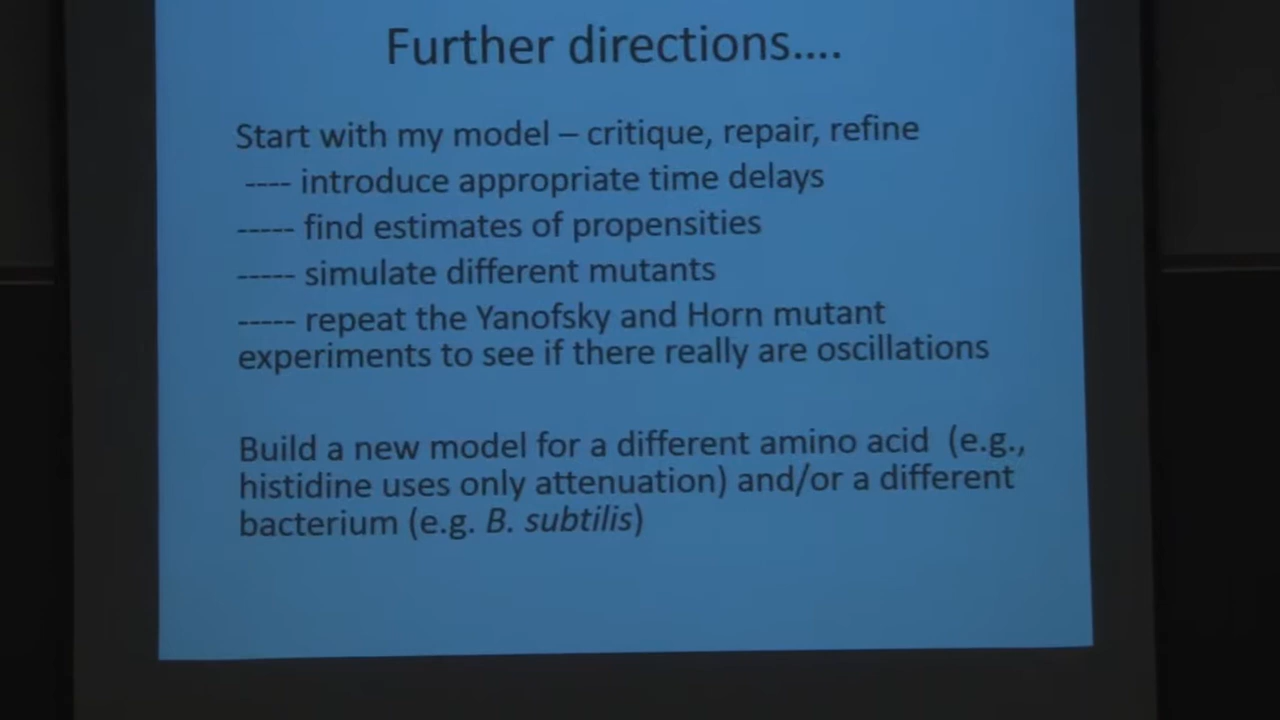 Further directions....
Start with my model – critique, repair, refine
---- introduce appropriate time delays
----- find estimates of propensities
----- simulate different mutants
----- repeat the Yanofsky and Horn mutant
experiments to see if there really are oscillations
Build a new model for a different amino acid (e.g.,
histidine uses only attenuation) and/or a different
bacterium (e.g. B. subtilis)